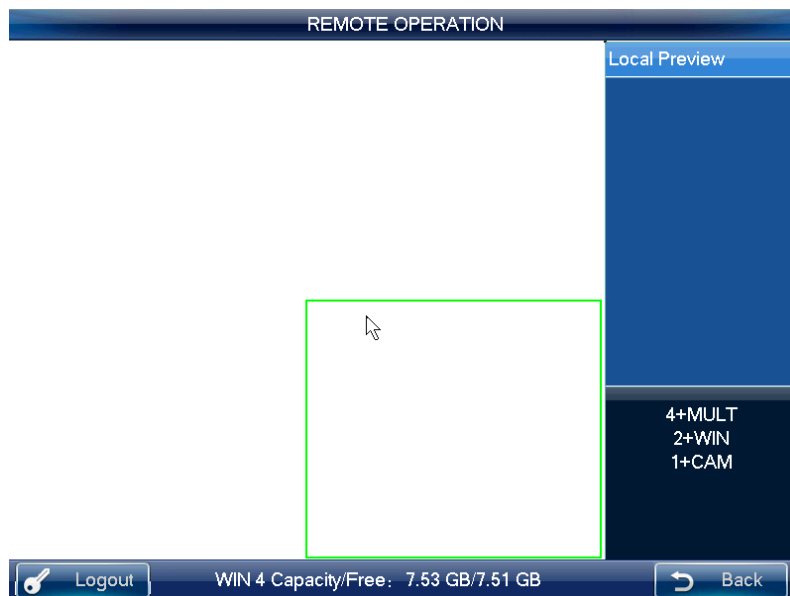 REMOTE OPERATION
Local Preview
4+MULT
2+WIN
1+CAM
Logout
WIN 4 Capacity/Free： 7.53 GB/7.51 GB
Back